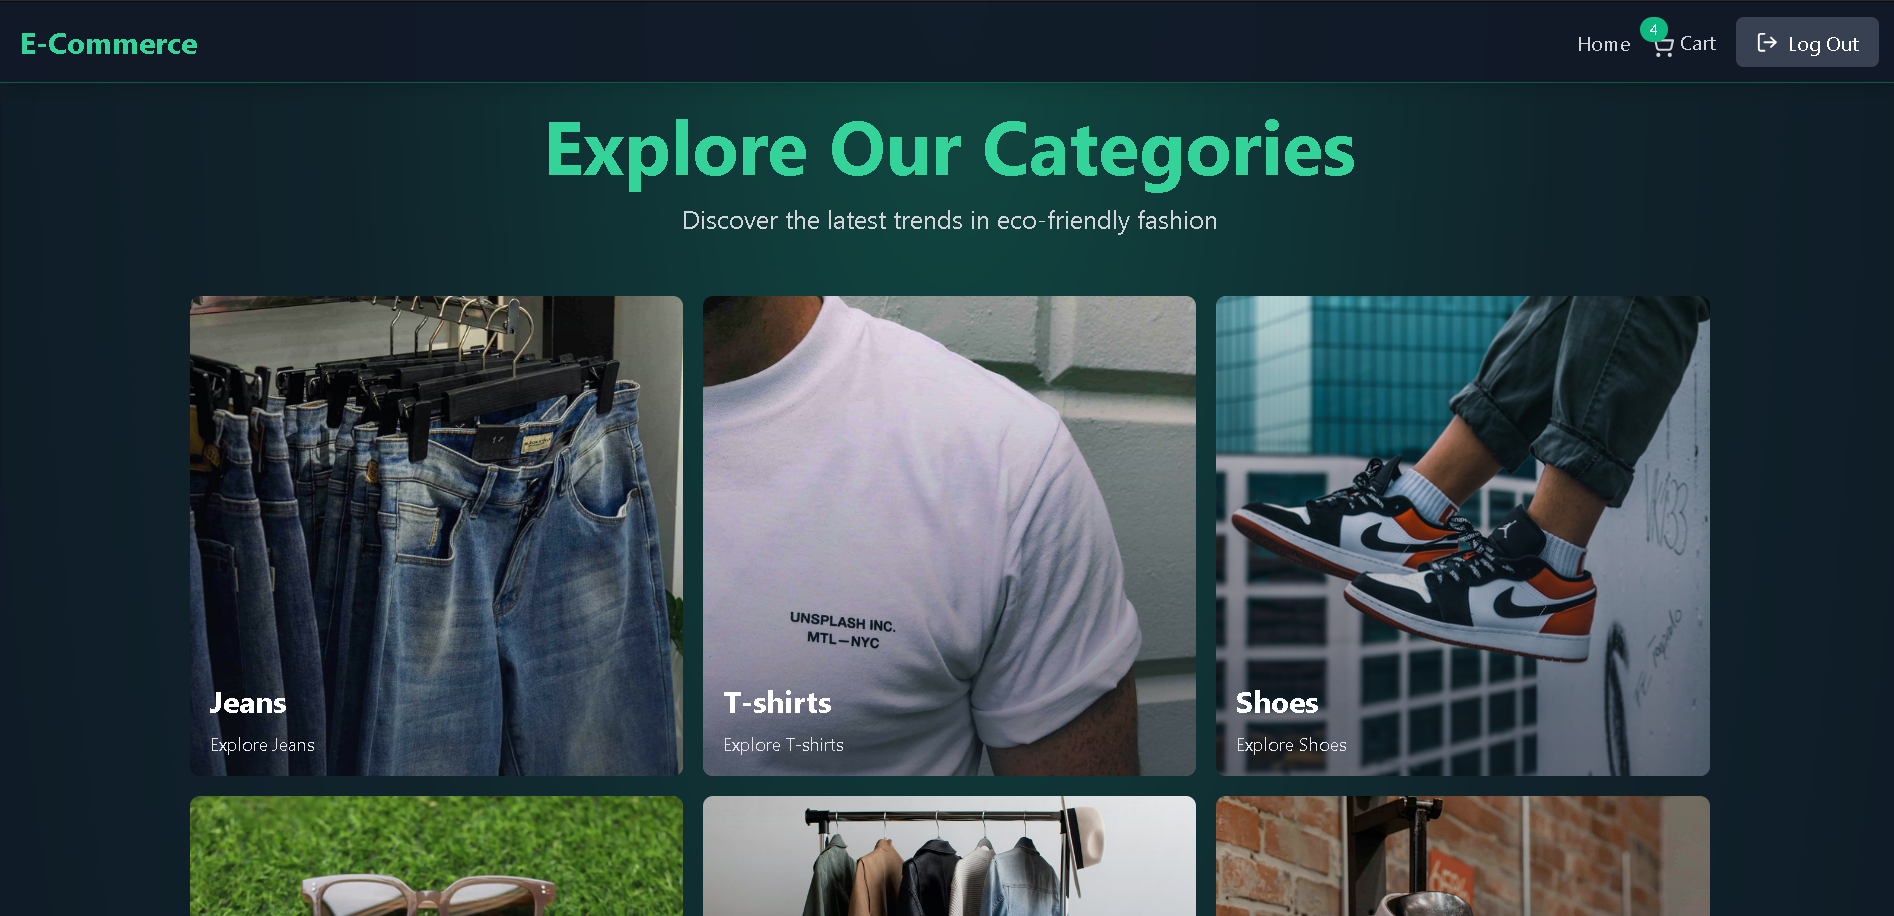 E-Commerce
Home
4
Cart
Log Out
Explore Our Categories
Discover the latest trends in eco-friendly fashion
17
UNSPLASH INC.
MTL—NYC
Jeans
Explore Jeans
T-shirts
Explore T-shirts
Shoes
Explore Shoes